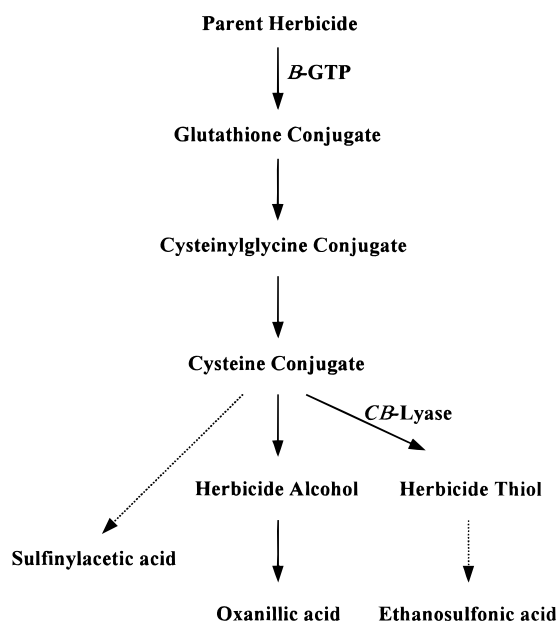 Parent Herbicide
B-GTP
Glutathione Conjugate
Cysteinylglycine Conjugate
Cysteine Conjugate
CB-Lyase
Herbicide Alcohol
Herbicide Thiol
Sulfinylacetic acid
Oxanillic acid
Ethanosulfonic acid